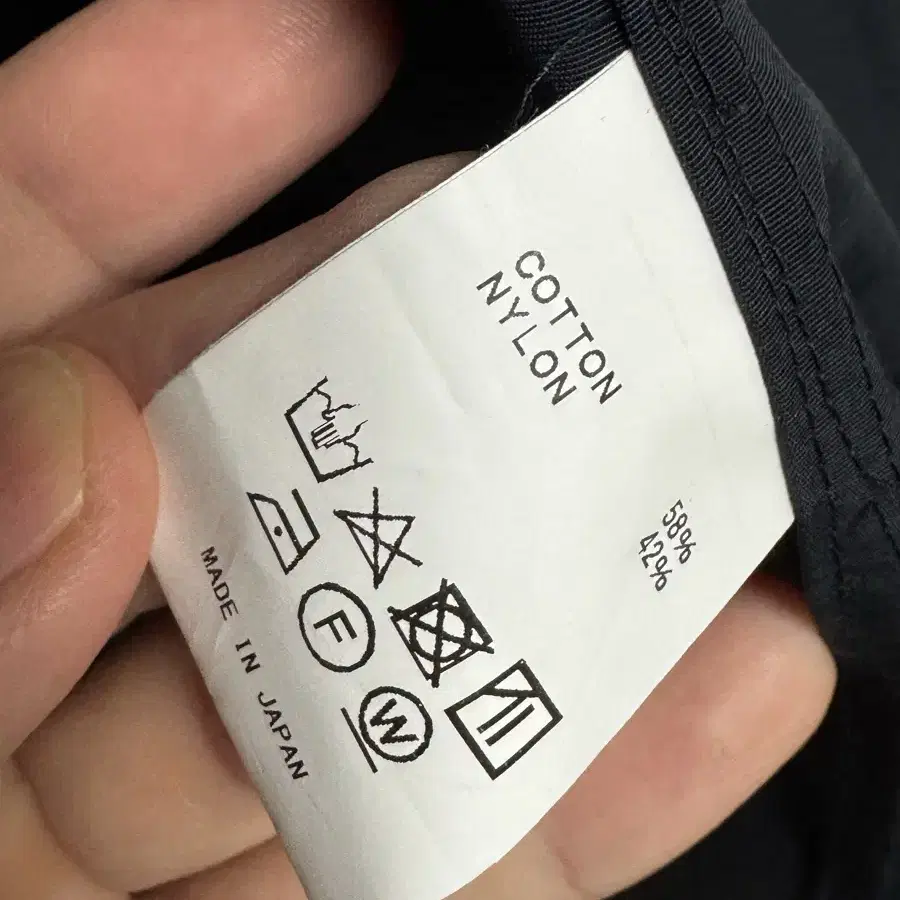 COTTON 58%
NYLON 42%
F
W
MADE IN JAPAN